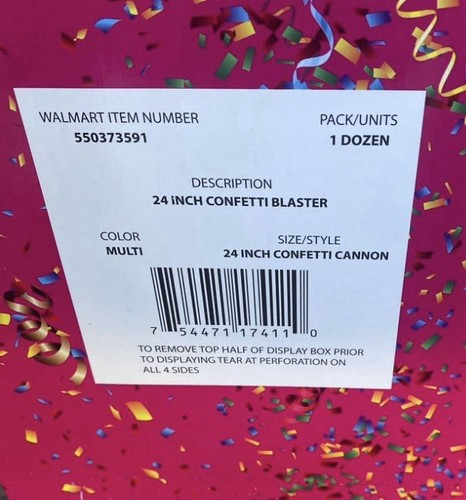 WALMART ITEM NUMBER PACK/UNITS
550373591 1 DOZEN
DESCRIPTION
24 INCH CONFETTI BLASTER
COLOR SIZE/STYLE
MULTI 24 INCH CONFETTI CANNON
7 54471 17411 0
TO REMOVE TOP HALF OF DISPLAY BOX PRIOR
TO DISPLAYING TEAR AT PERFORATION ON
ALL 4 SIDES